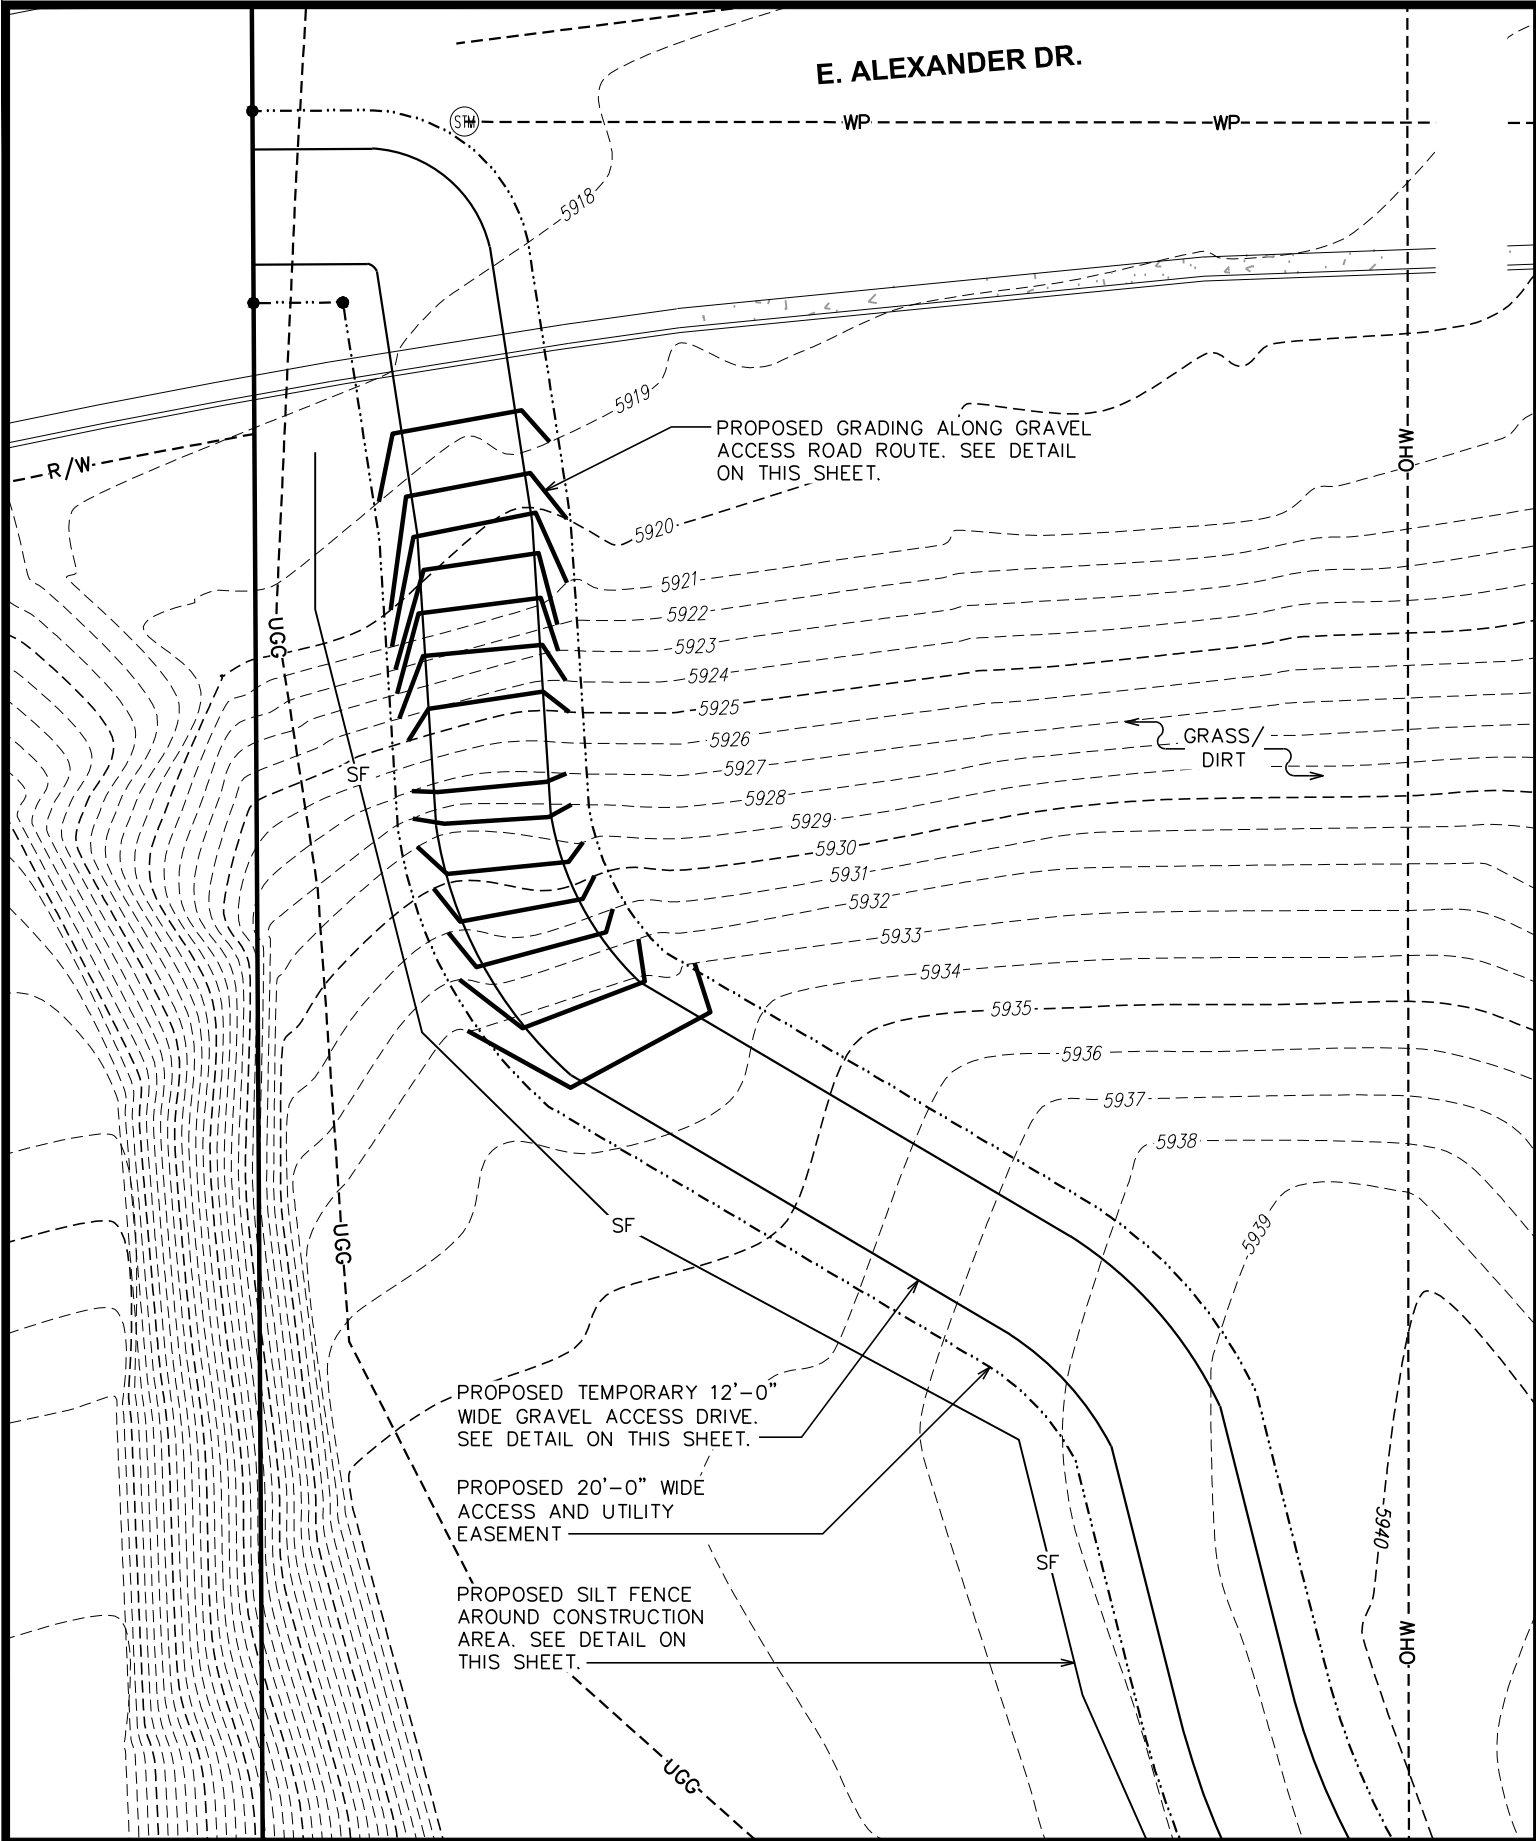 E. ALEXANDER DR.
STM
WP
WP
5918
5919
PROPOSED GRADING ALONG GRAVEL
ACCESS ROAD ROUTE. SEE DETAIL
ON THIS SHEET.
OHW
R/W
5920
5921
5922
5923
5924
5925
5926
5927
5928
5929
5930
5931
5932
5933
5934
5935
5936
5937
5938
5939
5940
UGG
GRASS/
DIRT
SF
UGG
SF
PROPOSED TEMPORARY 12'-0"
WIDE GRAVEL ACCESS DRIVE.
SEE DETAIL ON THIS SHEET.
PROPOSED 20'-0" WIDE
ACCESS AND UTILITY
EASEMENT
SF
PROPOSED SILT FENCE
AROUND CONSTRUCTION
AREA. SEE DETAIL ON
THIS SHEET.
OHW
UGG